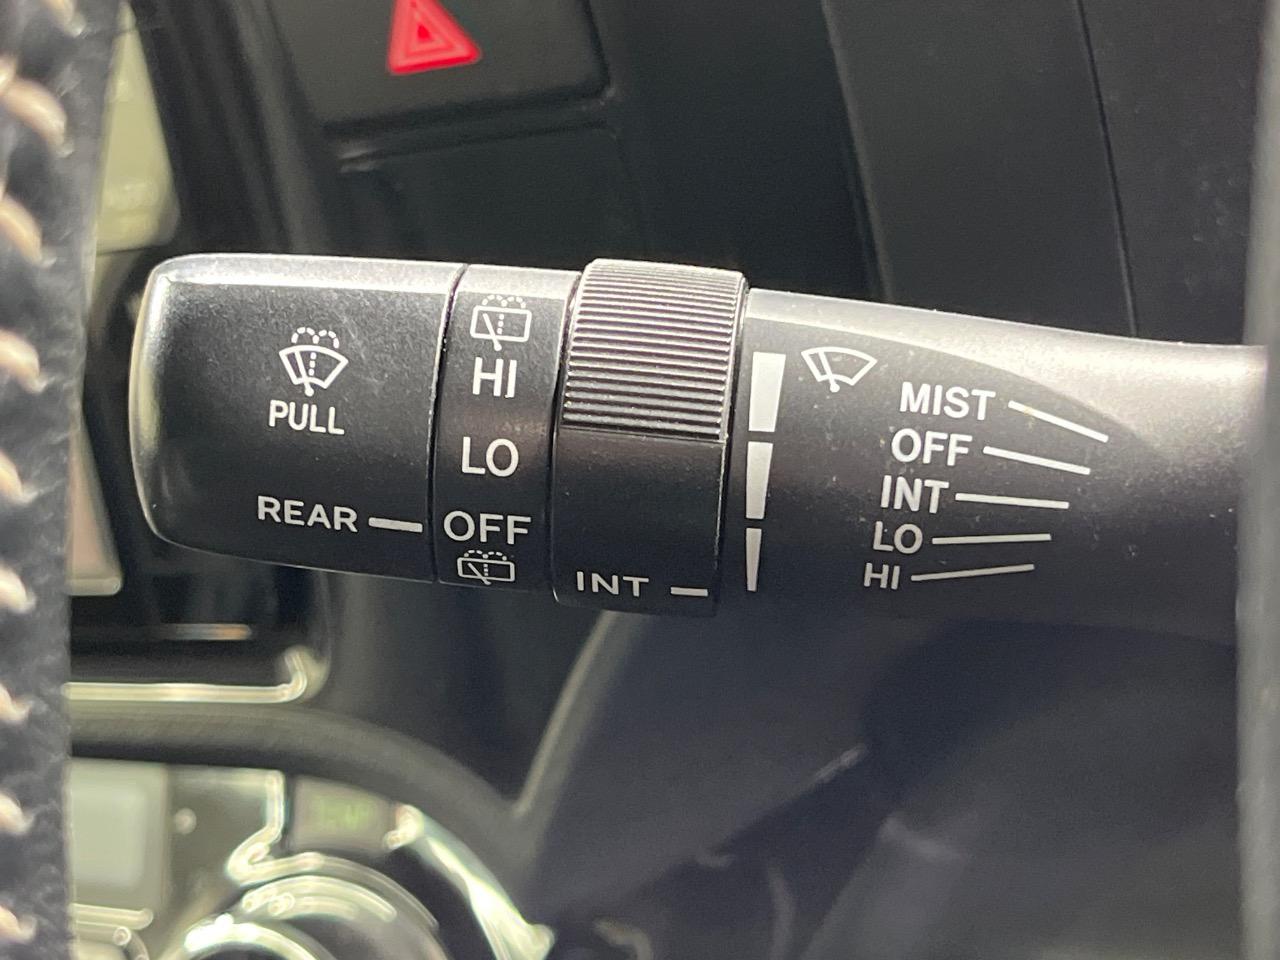 PULL
REAR
HI
LO
OFF
INT
MIST
OFF
INT
LO
HI